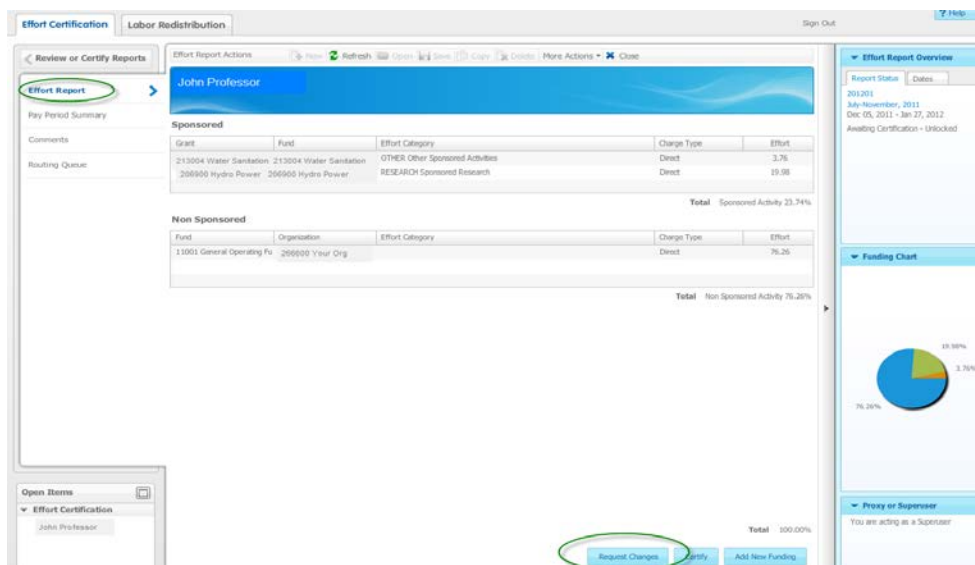 ? Help
Effort Certification
Labor Redistribution
Sign Out
Review or Certify Reports
Effort Report
Pay Period Summary
Comments
Routing Queue
Effort Report Actions
New Refresh Open Save Copy Delete More Actions Close
John Professor
Sponsored
Grant Fund Effort Category Charge Type Effort
213004 Water Sanitation 213004 Water Sanitation OTHER Other Sponsored Activities Direct 3.76
206900 Hydro Power 206900 Hydro Power RESEARCH Sponsored Research Direct 19.98
Total Sponsored Activity 23.74%
Non Sponsored
Fund Organization Effort Category Charge Type Effort
11001 General Operating Fu 266600 Your Org Direct 76.26
Total Non Sponsored Activity 76.26%
Total 100.00%
Request Changes Certify Add New Funding
Open Items
Effort Certification
John Professor
Effort Report Overview
Report Status Dates
201201
July-November, 2011
Dec 05, 2011 - Jan 27, 2012
Awaiting Certification - Unlocked
Funding Chart
19.98%
3.76%
76.26%
Proxy or Superuser
You are acting as a Superuser